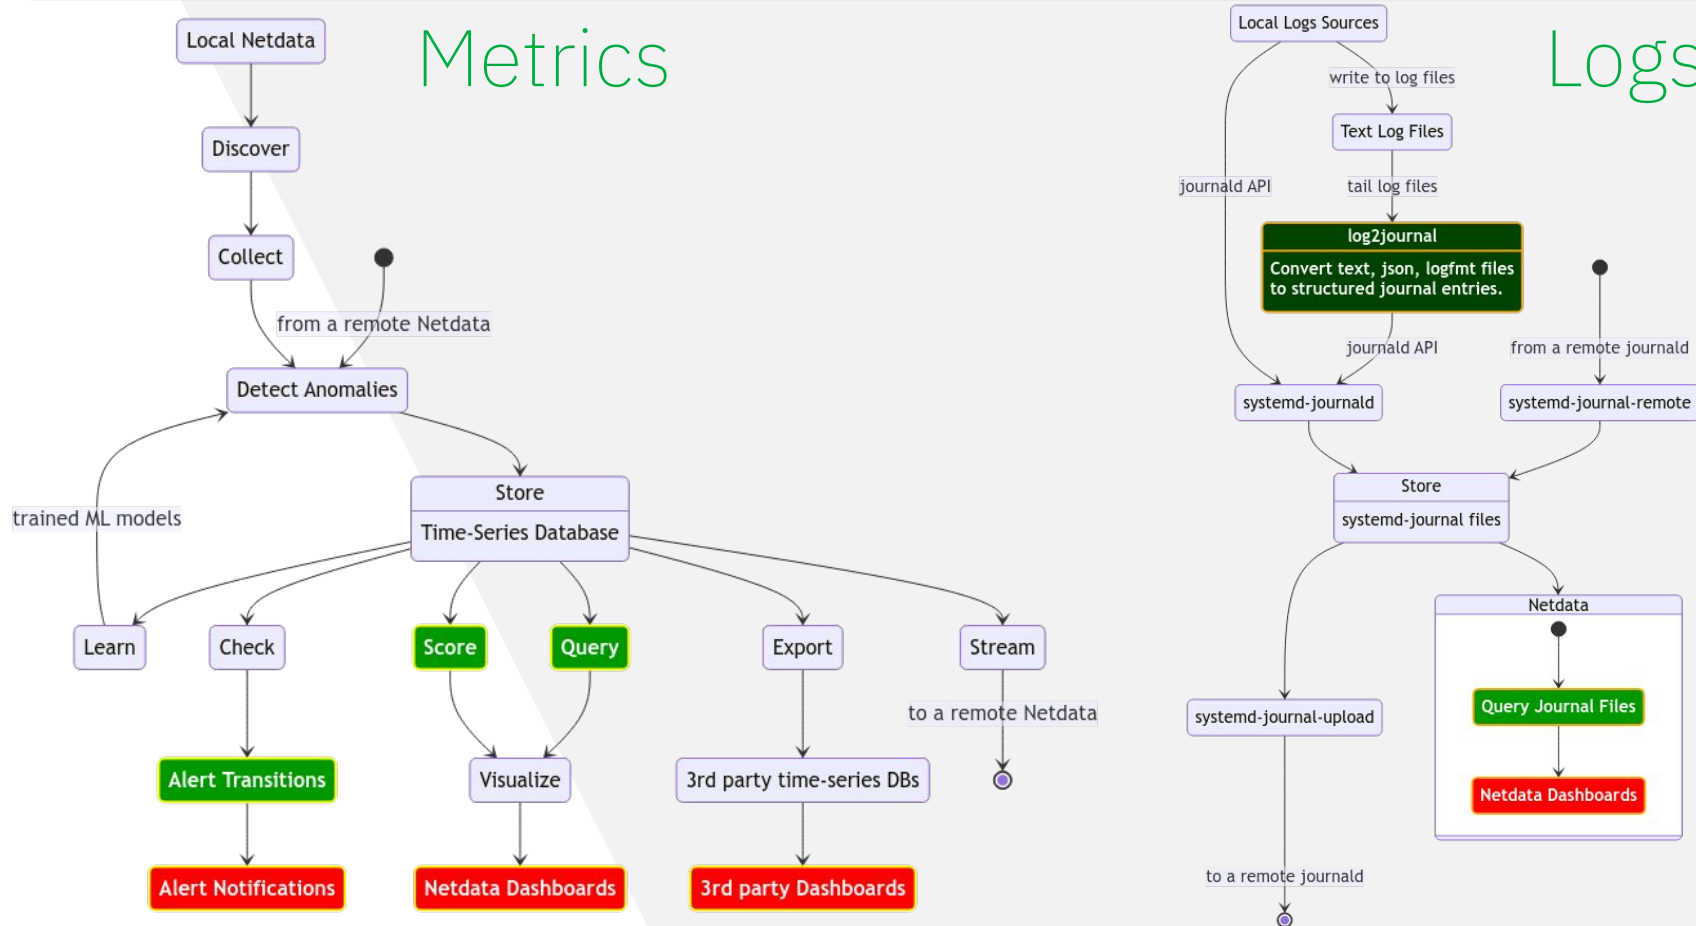 Metrics
Local Netdata
Discover
Collect
from a remote Netdata
Detect Anomalies
trained ML models
Store
Time-Series Database
Learn
Check
Score
Query
Export
Stream
to a remote Netdata
Alert Transitions
Visualize
3rd party time-series DBs
Alert Notifications
Netdata Dashboards
3rd party Dashboards
Logs
Local Logs Sources
write to log files
Text Log Files
journald API
tail log files
log2journal
Convert text, json, logfmt files
to structured journal entries.
journald API
from a remote journald
systemd-journald
systemd-journal-remote
Store
systemd-journal files
Netdata
Query Journal Files
systemd-journal-upload
Netdata Dashboards
to a remote journald